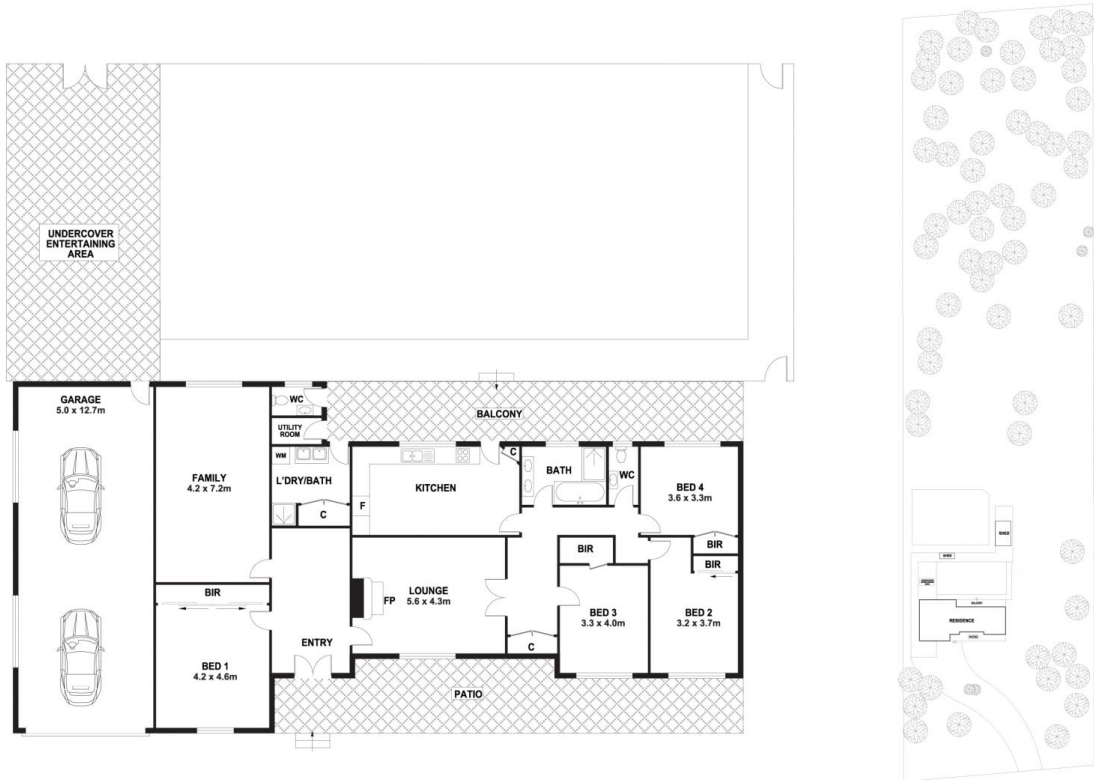 UNDERCOVER
ENTERTAINING
AREA
GARAGE
5.0 x 12.7m
WC
UTILITY
ROOM
BALCONY
FAMILY
4.2 x 7.2m
WM
L'DRY/BATH
C
F
KITCHEN
C
BATH
WC
BED 4
3.6 x 3.3m
BIR
BIR
BIR
BIR
FP
LOUNGE
5.6 x 4.3m
C
BED 3
3.3 x 4.0m
BED 2
3.2 x 3.7m
ENTRY
BED 1
4.2 x 4.6m
PATIO
SHED
SHED
BALCONY
RESIDENCE
PATIO